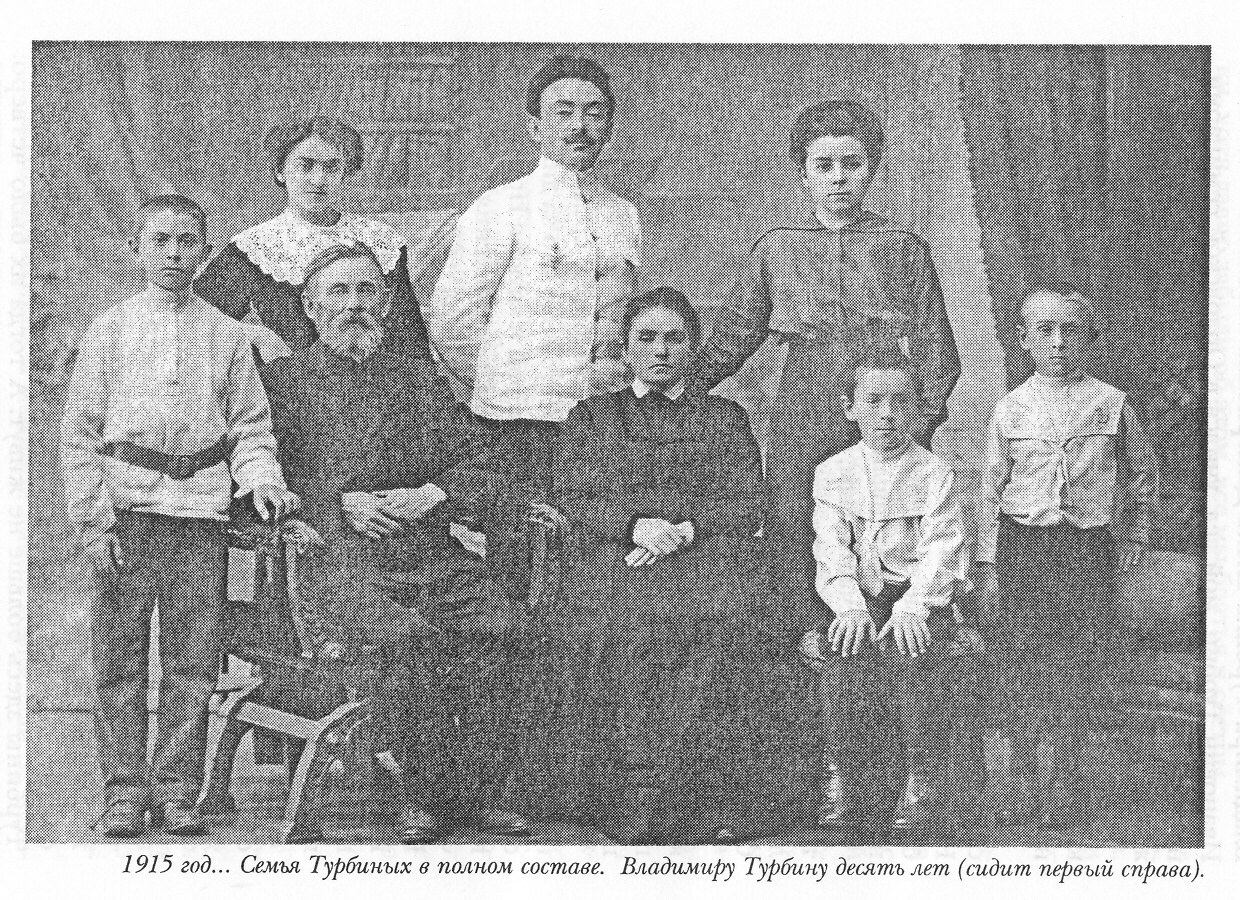 1915 год... Семья Турбиных в полном составе. Владимиру Турбину десять лет (сидит первый справа).